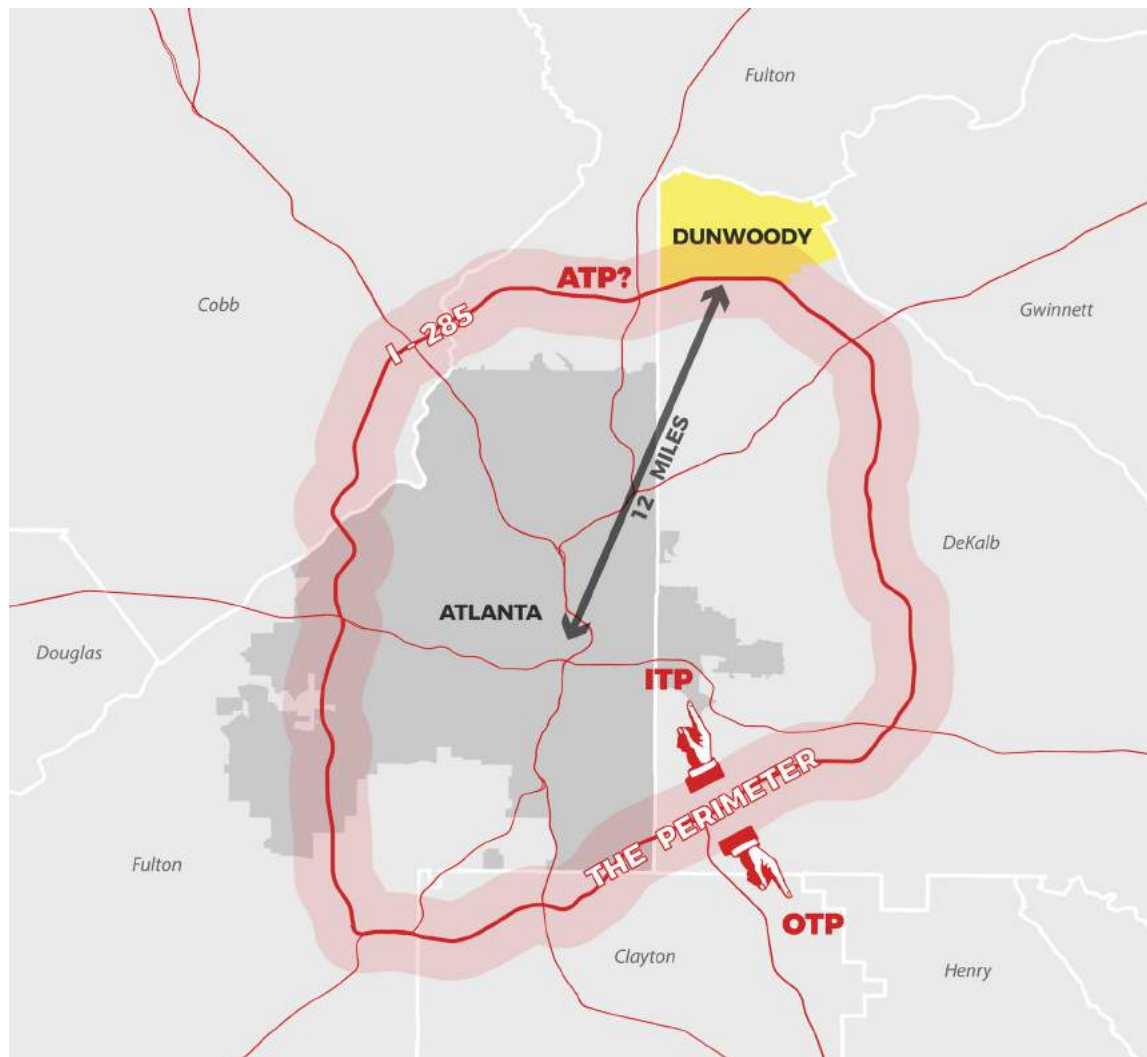 Fulton
DUNWOODY
ATP?
Cobb
I - 285
Gwinnett
12 MILES
DeKalb
ATLANTA
Douglas
ITP
THE PERIMETER
Fulton
OTP
Clayton
Henry